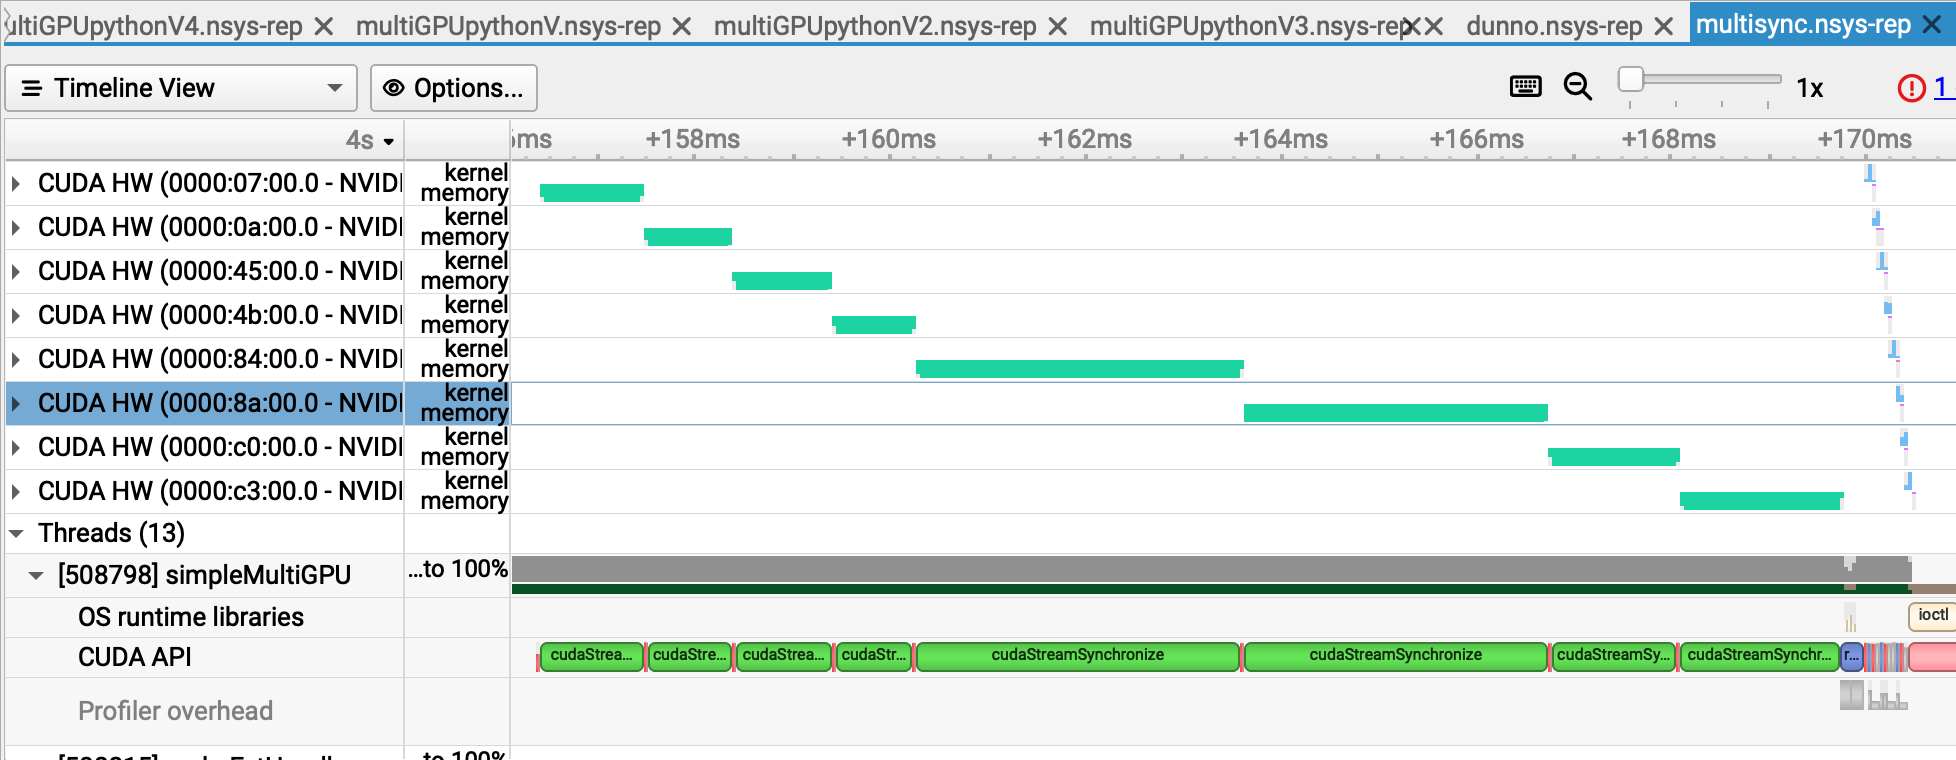 ultiGPUpythonV4.nsys-rep multiGPUpythonV.nsys-rep multiGPUpythonV2.nsys-rep multiGPUpythonV3.nsys-rep dunno.nsys-rep multisync.nsys-rep
Timeline View Options... 1x 1
4s 6ms +158ms +160ms +162ms +164ms +166ms +168ms +170ms
CUDA HW (0000:07:00.0 - NVIDI kernel
memory
CUDA HW (0000:0a:00.0 - NVIDI kernel
memory
CUDA HW (0000:45:00.0 - NVIDI kernel
memory
CUDA HW (0000:4b:00.0 - NVIDI kernel
memory
CUDA HW (0000:84:00.0 - NVIDI kernel
memory
CUDA HW (0000:8a:00.0 - NVIDI kernel
memory
CUDA HW (0000:c0:00.0 - NVIDI kernel
memory
CUDA HW (0000:c3:00.0 - NVIDI kernel
memory
Threads (13)
[508798] simpleMultiGPU ...to 100%
OS runtime libraries ioctl
CUDA API cudaStrea... cudaStre... cudaStrea... cudaStr... cudaStreamSynchronize cudaStreamSynchronize cudaStreamSy... cudaStreamSynchr... r...
Profiler overhead
to 100%